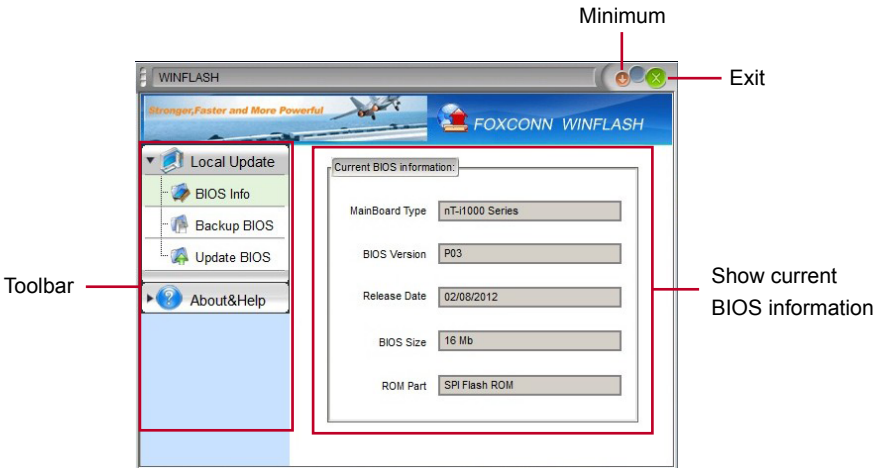 Minimum
WINFLASH
Exit
Stronger,Faster and More Powerful
FOXCONN WINFLASH
Local Update
BIOS Info
Backup BIOS
Update BIOS
About&Help
Toolbar
Current BIOS information:
MainBoard Type nT-i1000 Series
BIOS Version P03
Release Date 02/08/2012
BIOS Size 16 Mb
ROM Part SPI Flash ROM
Show current
BIOS information